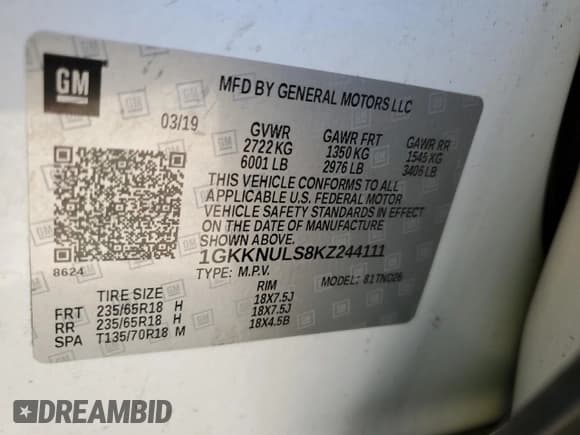 GM
MFD BY GENERAL MOTORS LLC
03/19 GVWR GAWR FRT GAWR RR
2722 KG 1350 KG 1545 KG
6001 LB 2976 LB 3406 LB
THIS VEHICLE CONFORMS TO ALL
APPLICABLE U.S. FEDERAL MOTOR
VEHICLE SAFETY STANDARDS IN EFFECT
ON THE DATE OF MANUFACTURE
SHOWN ABOVE.
8624
1GKKNULS8KZ244111
TYPE: M.P.V. MODEL: 81TNC26
TIRE SIZE RIM
FRT 235/65R18 H 18X7.5J
RR 235/65R18 H 18X7.5J
SPA T135/70R18 M 18X4.5B
DREAMBID